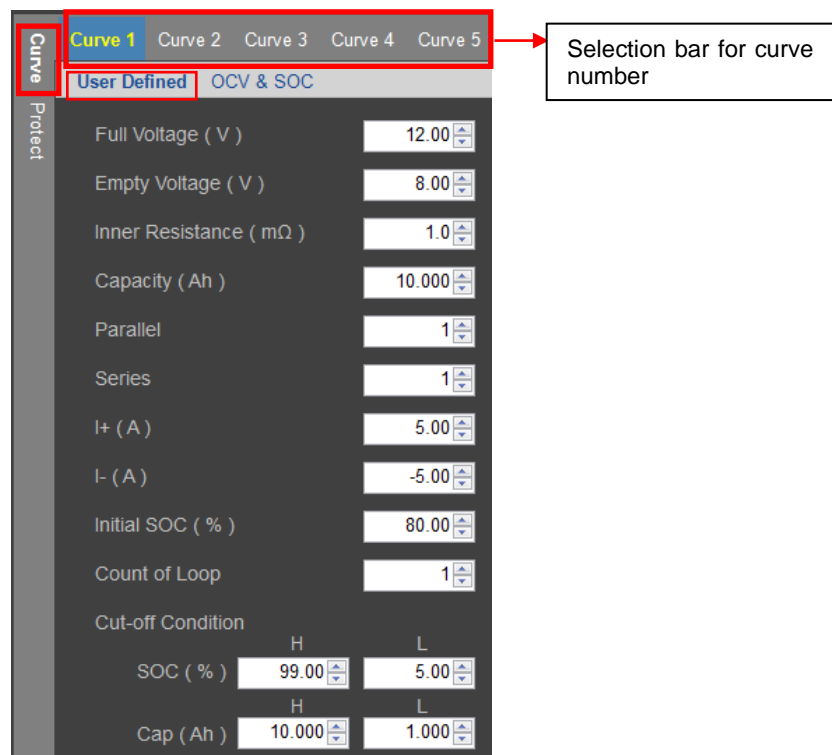 Curve
Protect
Curve 1 Curve 2 Curve 3 Curve 4 Curve 5
User Defined OCV & SOC
Full Voltage ( V ) 12.00
Empty Voltage ( V ) 8.00
Inner Resistance ( mΩ ) 1.0
Capacity ( Ah ) 10.000
Parallel 1
Series 1
I+ ( A ) 5.00
I- ( A ) -5.00
Initial SOC ( % ) 80.00
Count of Loop 1
Cut-off Condition
H L
SOC ( % ) 99.00 5.00
H L
Cap ( Ah ) 10.000 1.000
Selection bar for curve
number